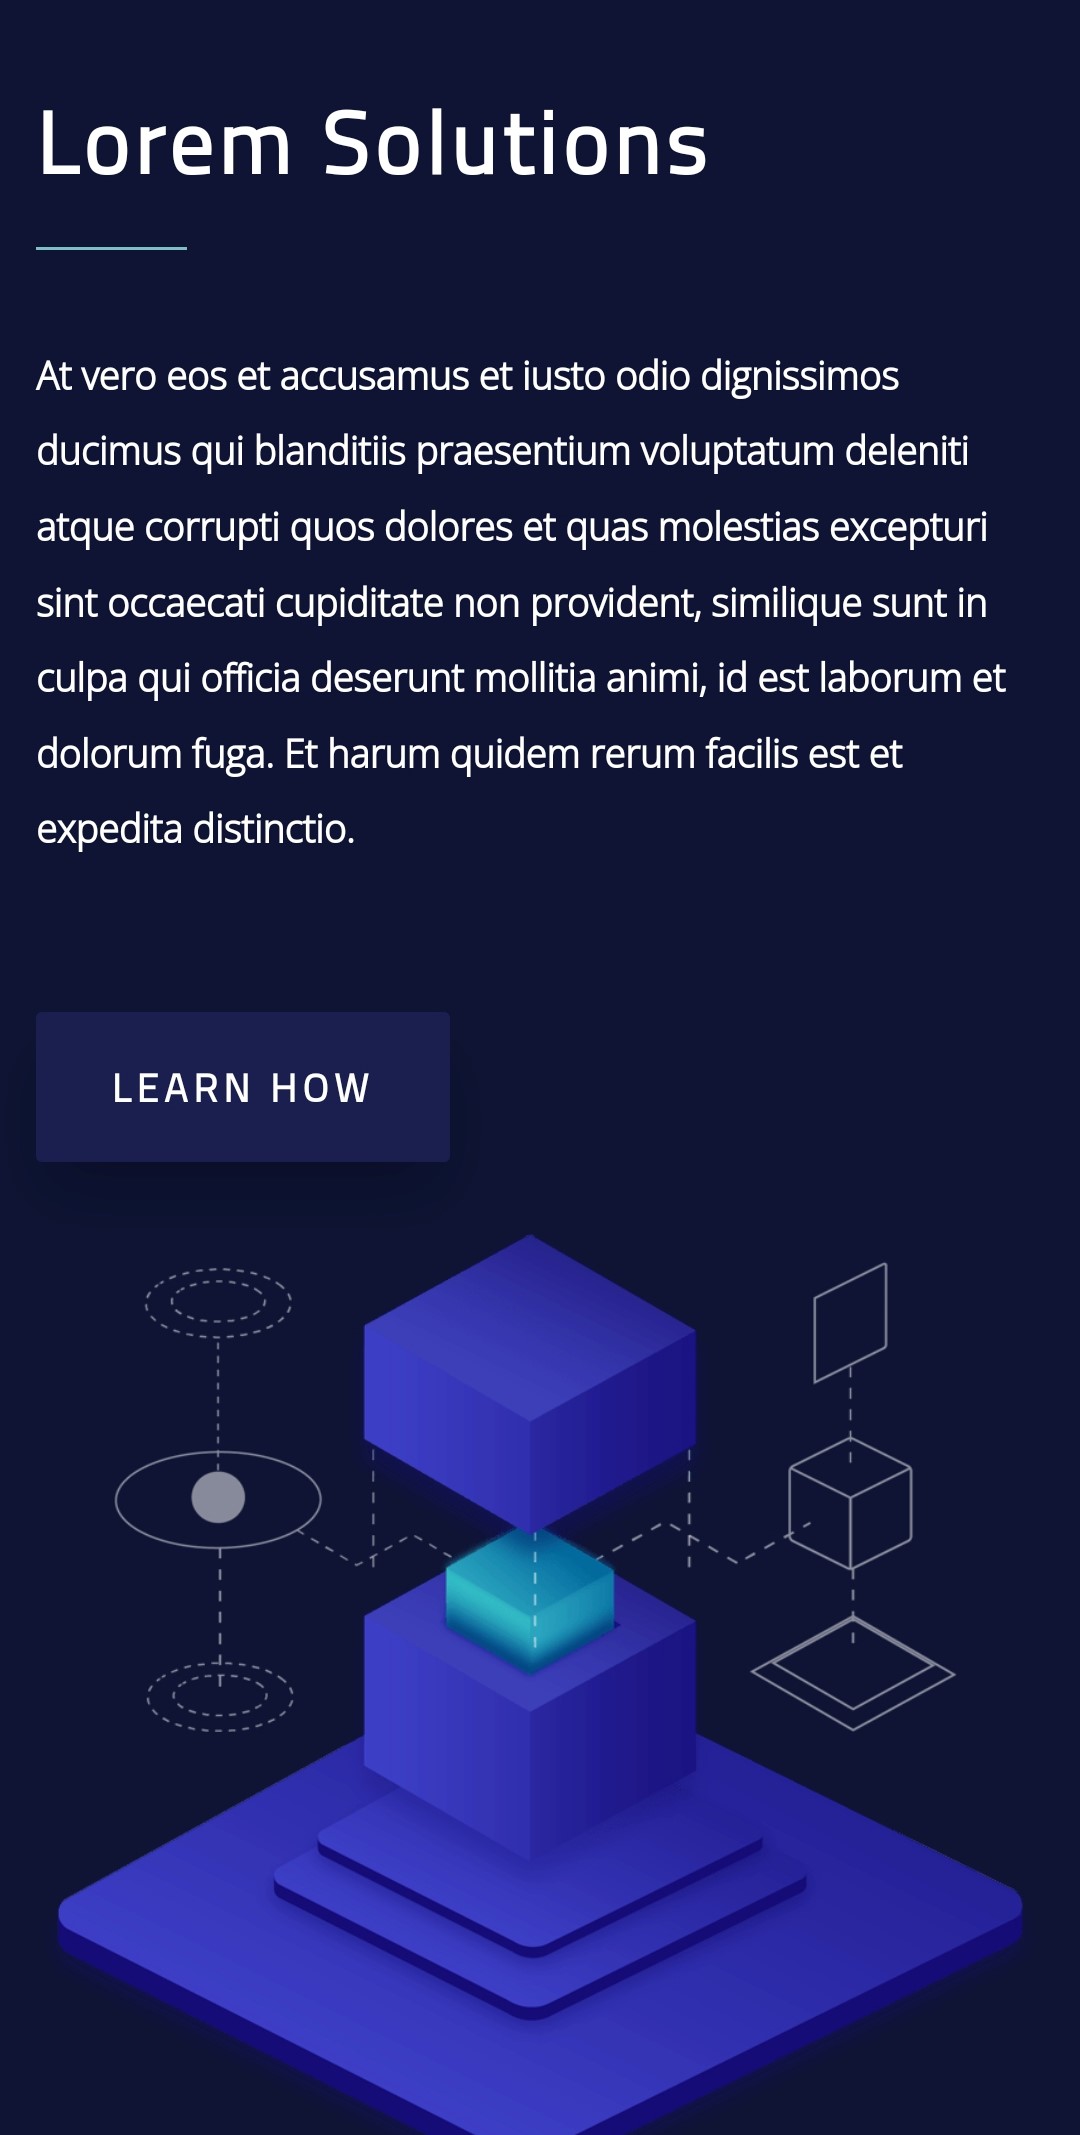 Lorem Solutions
At vero eos et accusamus et iusto odio dignissimos
ducimus qui blanditiis praesentium voluptatum deleniti
atque corrupti quos dolores et quas molestias excepturi
sint occaecati cupiditate non provident, similique sunt in
culpa qui officia deserunt mollitia animi, id est laborum et
dolorum fuga. Et harum quidem rerum facilis est et
expedita distinctio.
LEARN HOW